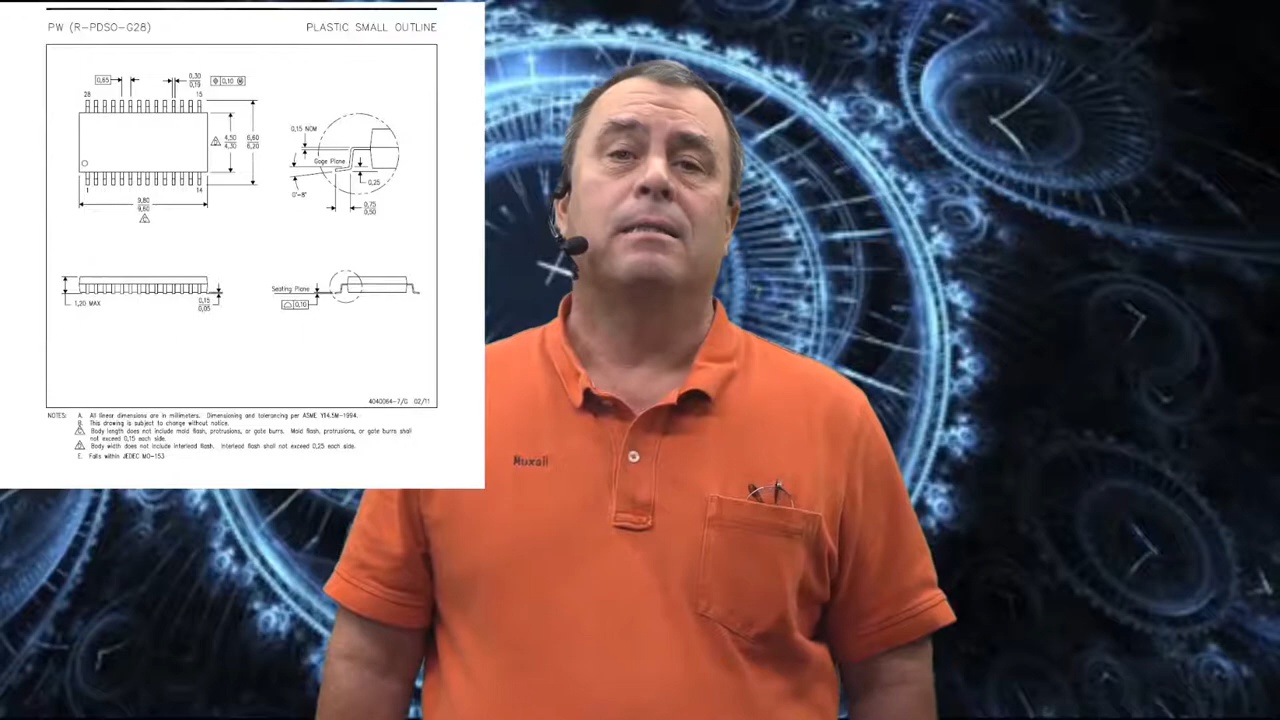 PW (R-PDSO-G28)
PLASTIC SMALL OUTLINE
0,65
0,30
0,19
0,10 Ⓜ
28
15
4,50
4,30
6,60
6,20
1
14
9,80
9,60
0,15 NOM
Gage Plane
0,25
0°-8°
0,75
0,50
1,20 MAX
0,15
0,05
Seating Plane
0,10
4040064-7/G 02/11
NOTES: A. All linear dimensions are in millimeters. Dimensioning and tolerancing per ASME Y14.5M-1994.
B. This drawing is subject to change without notice.
C Body length does not include mold flash, protrusions, or gate burrs. Mold flash, protrusions, or gate burrs shall
not exceed 0,15 each side.
D Body width does not include interlead flash. Interlead flash shall not exceed 0,25 each side.
E. Falls within JEDEC MO-153
Nuxoll